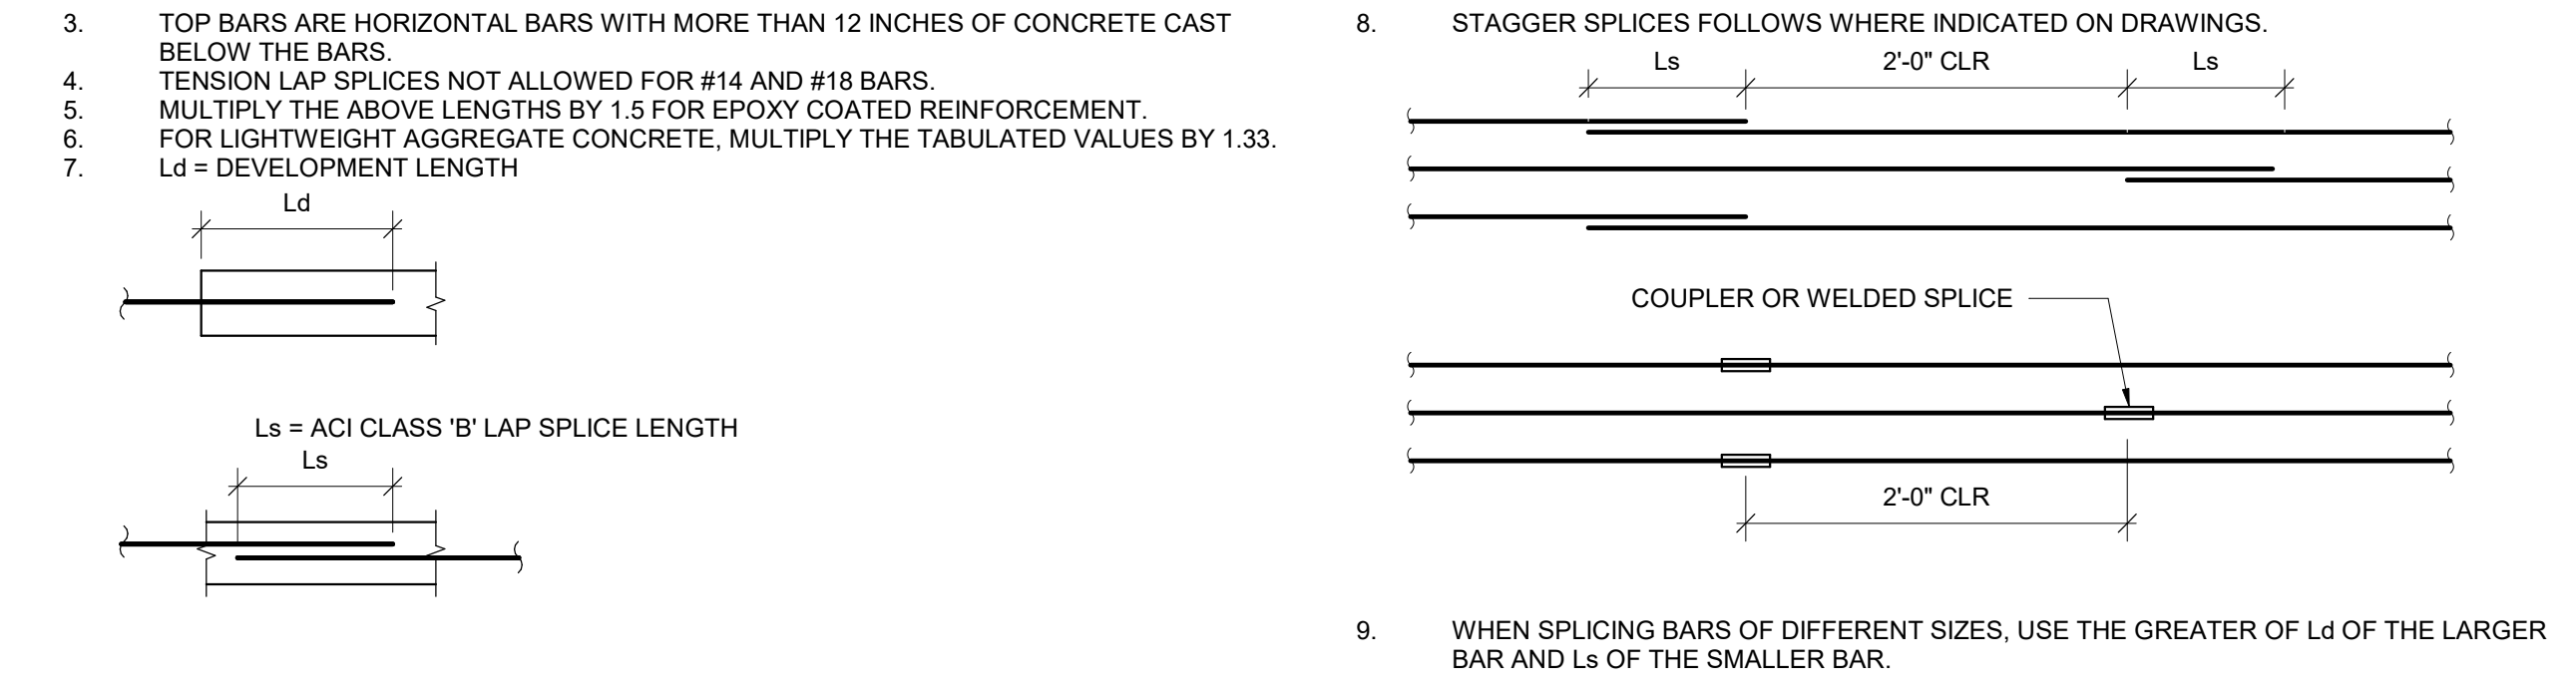 3. TOP BARS ARE HORIZONTAL BARS WITH MORE THAN 12 INCHES OF CONCRETE CAST
BELOW THE BARS.
4. TENSION LAP SPLICES NOT ALLOWED FOR #14 AND #18 BARS.
5. MULTIPLY THE ABOVE LENGTHS BY 1.5 FOR EPOXY COATED REINFORCEMENT.
6. FOR LIGHTWEIGHT AGGREGATE CONCRETE, MULTIPLY THE TABULATED VALUES BY 1.33.
7. Ld = DEVELOPMENT LENGTH
Ld
Ls = ACI CLASS 'B' LAP SPLICE LENGTH
Ls
8. STAGGER SPLICES FOLLOWS WHERE INDICATED ON DRAWINGS.
Ls 2'-0" CLR Ls
COUPLER OR WELDED SPLICE
2'-0" CLR
9. WHEN SPLICING BARS OF DIFFERENT SIZES, USE THE GREATER OF Ld OF THE LARGER
BAR AND Ls OF THE SMALLER BAR.